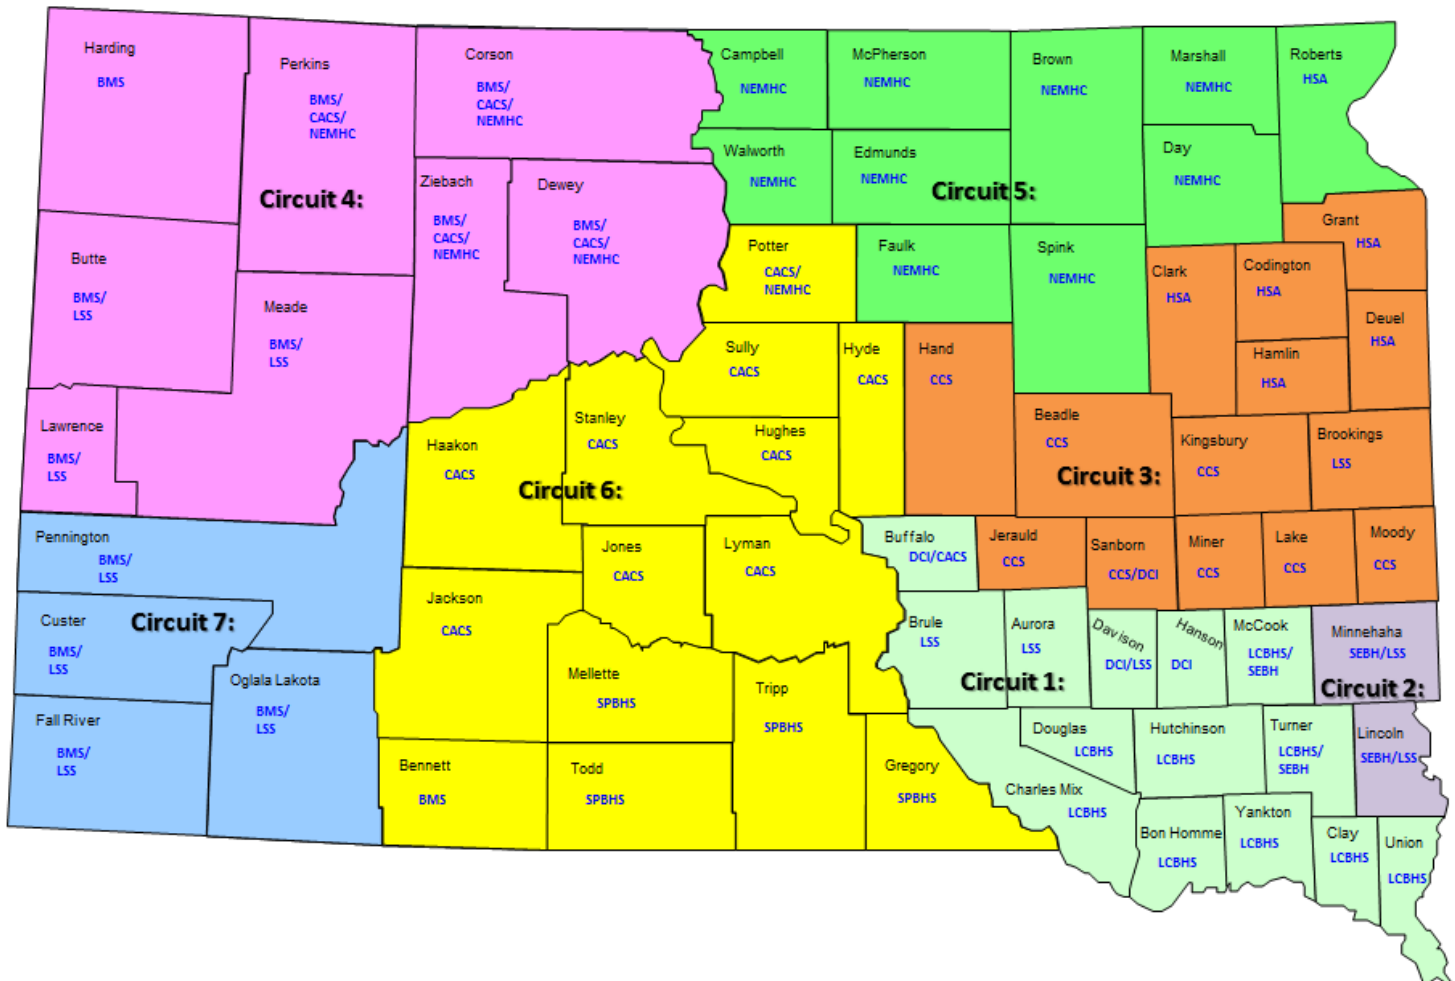 Harding
BMS
Perkins
BMS/
CACS/
NEMHC
Corson
BMS/
CACS/
NEMHC
Campbell
NEMHC
McPherson
NEMHC
Brown
NEMHC
Marshall
NEMHC
Roberts
HSA
Walworth
NEMHC
Edmunds
NEMHC
Day
NEMHC
Circuit 4:
Ziebach
BMS/
CACS/
NEMHC
Dewey
BMS/
CACS/
NEMHC
Circuit 5:
Butte
BMS/
LSS
Meade
BMS/
LSS
Potter
CACS/
NEMHC
Faulk
NEMHC
Spink
NEMHC
Grant
HSA
Clark
HSA
Codington
HSA
Deuel
HSA
Hamlin
HSA
Sully
CACS
Hyde
CACS
Hand
CCS
Lawrence
BMS/
LSS
Haakon
CACS
Stanley
CACS
Hughes
CACS
Beadle
CCS
Kingsbury
CCS
Brookings
LSS
Circuit 6:
Circuit 3:
Pennington
BMS/
LSS
Jones
CACS
Lyman
CACS
Buffalo
DCI/CACS
Jerauld
CCS
Sanborn
CCS/DCI
Miner
CCS
Lake
CCS
Moody
CCS
Custer
BMS/
LSS
Circuit 7:
Jackson
CACS
Brule
LSS
Aurora
LSS
Davison
DCI/LSS
Hanson
DCI
McCook
LCBHS/
SEBH
Minnehaha
SEBH/LSS
Oglala Lakota
BMS/
LSS
Mellette
SPBHS
Tripp
SPBHS
Circuit 1:
Circuit 2:
Fall River
BMS/
LSS
Douglas
LCBHS
Hutchinson
LCBHS
Turner
LCBHS/
SEBH
Lincoln
SEBH/LSS
Bennett
BMS
Todd
SPBHS
Gregory
SPBHS
Charles Mix
LCBHS
Bon Homme
LCBHS
Yankton
LCBHS
Clay
LCBHS
Union
LCBHS